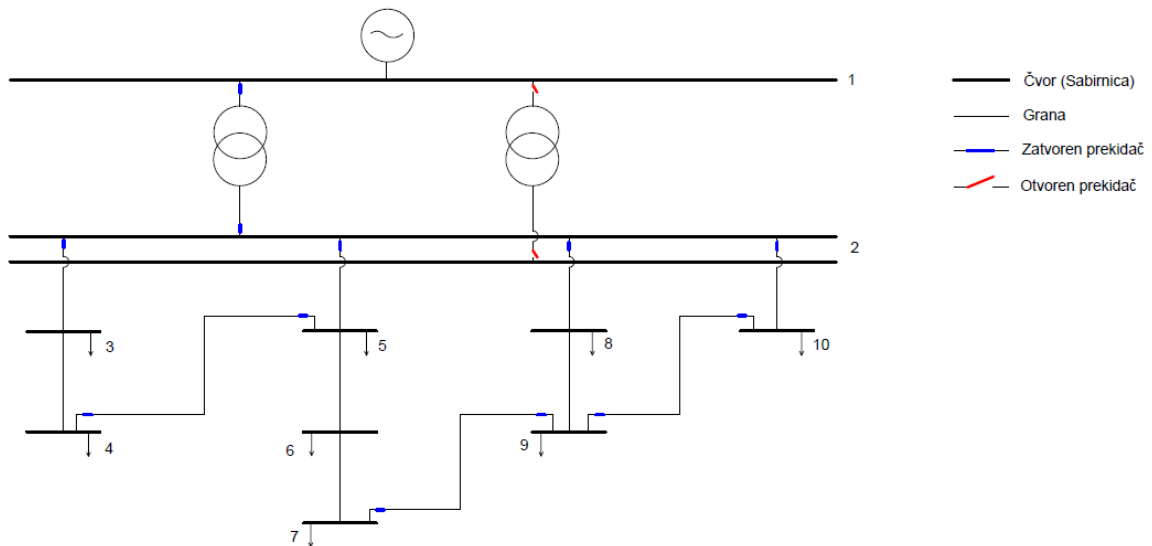 1
Čvor (Sabirnica)
Grana
Zatvoren prekidač
Otvoren prekidač
2
3
5
8
10
4
6
9
7